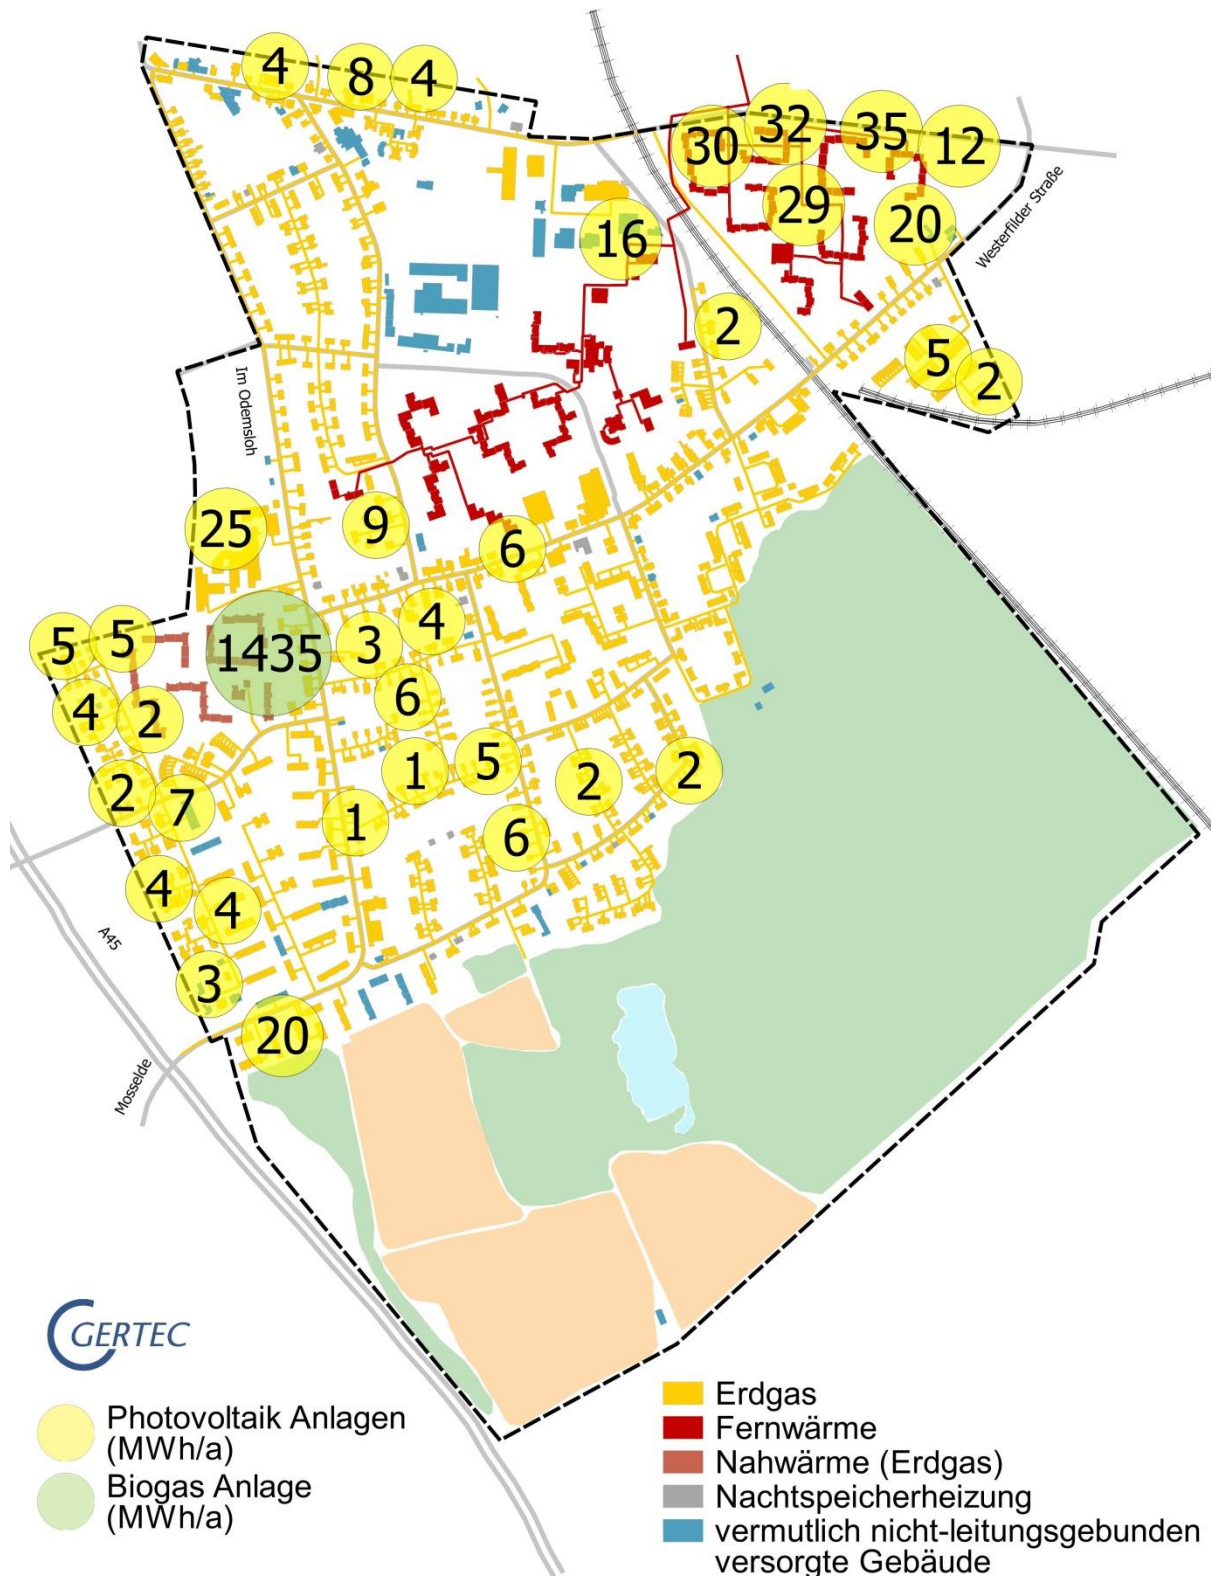 4
8
4
30
32
35
12
29
20
16
Westerfilder Straße
2
5
2
Im Odemsloh
25
9
6
5
5
1435
3
4
4
2
6
2
7
1
5
2
2
1
6
4
4
A45
3
20
Mosselde
GERTEC
Photovoltaik Anlagen
(MWh/a)
Biogas Anlage
(MWh/a)
Erdgas
Fernwärme
Nahwärme (Erdgas)
Nachtspeicherheizung
vermutlich nicht-leitungsgebunden
versorgte Gebäude